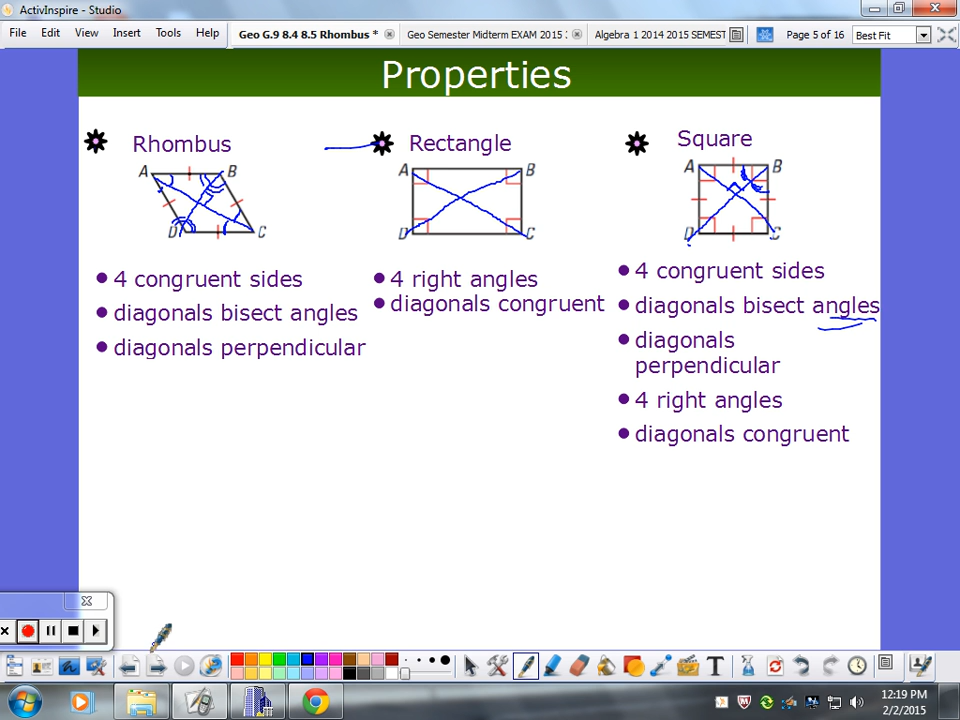 ActivInspire - Studio
File Edit View Insert Tools Help
Geo G.9 8.4 8.5 Rhombus *
Geo Semester Midterm EXAM 2015
Algebra 1 2014 2015 SEMEST
Page 5 of 16
Best Fit
Properties
Rhombus
A B
D C
• 4 congruent sides
• diagonals bisect angles
• diagonals perpendicular
Rectangle
A B
D C
• 4 right angles
• diagonals congruent
Square
A B
D C
• 4 congruent sides
• diagonals bisect angles
• diagonals
perpendicular
• 4 right angles
• diagonals congruent
T
12:19 PM
2/2/2015